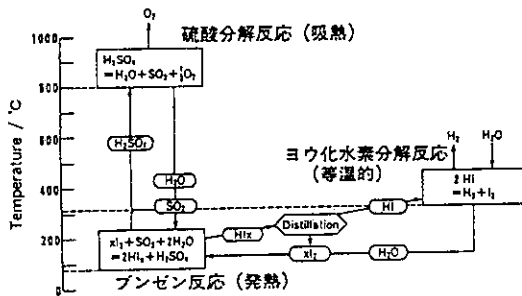 O₂
硫酸分解反応（吸熱）
1000
800
600
400
200
0
Temperature / °C
H₂SO₄
=H₂O+SO₂+½O₂
H₂SO₄
H₂O
SO₂
H₂
H₂O
ヨウ化水素分解反応
（等温的）
2HI
=H₂+I₂
HI
HIx
Distillation
xI₂
H₂O
xI₂+SO₂+2H₂O
=2HIₓ+H₂SO₄
ブンゼン反応（発熱）